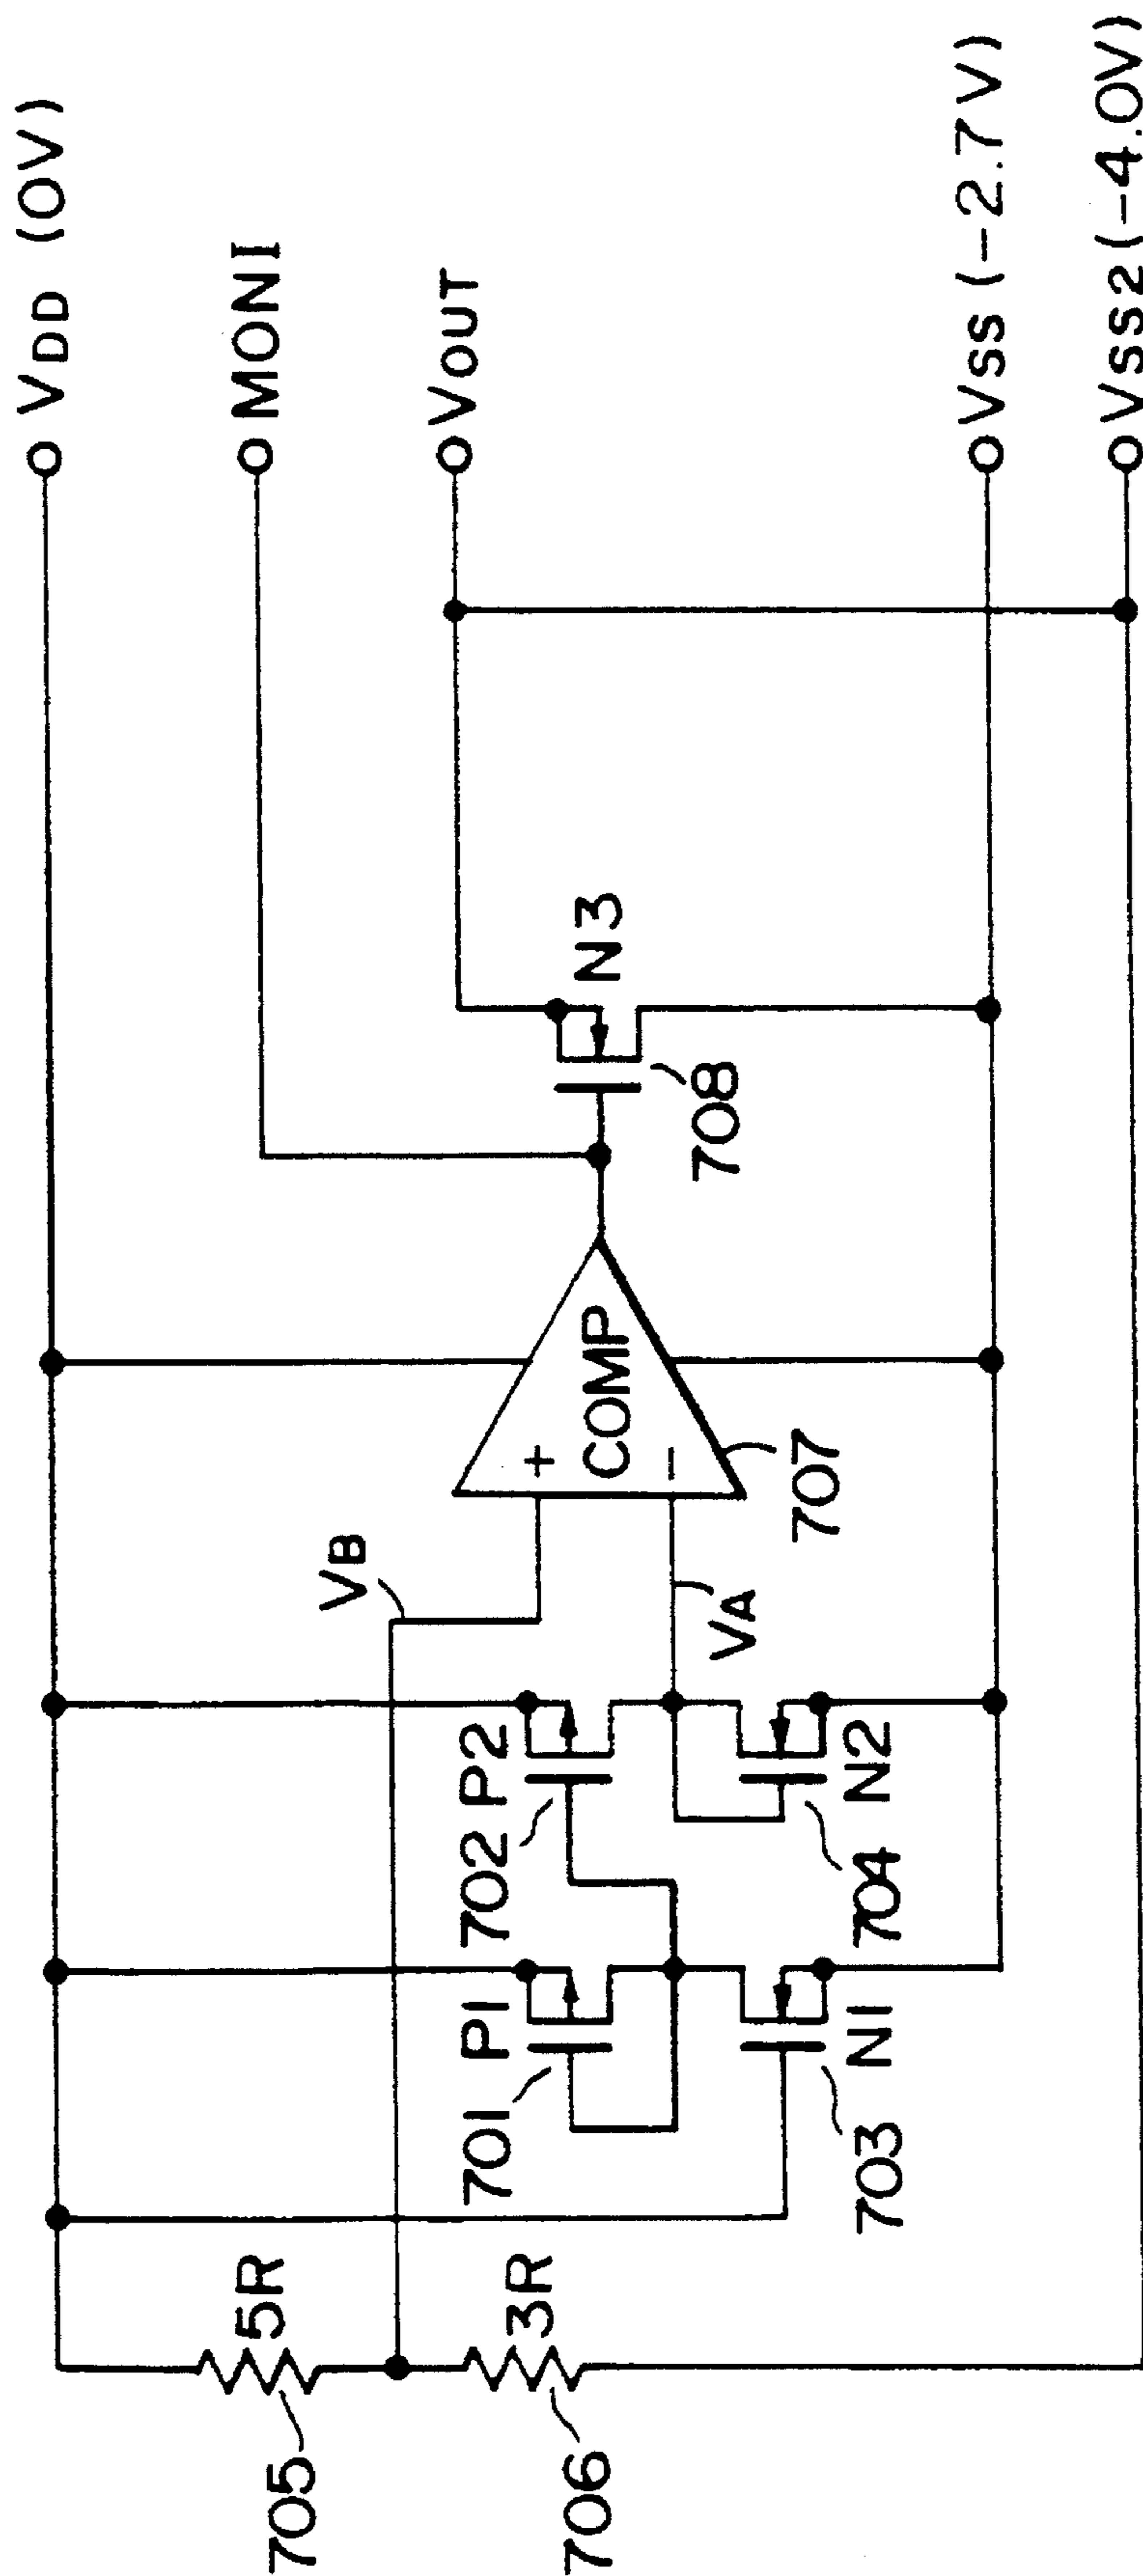 VDD (0V)
MONI
VOUT
VSS (-2.7V)
VSS2 (-4.0V)
N3
708
COMP
+
-
707
VB
VA
702 P2
704 N2
701 P1
703 N1
5R
705
3R
706